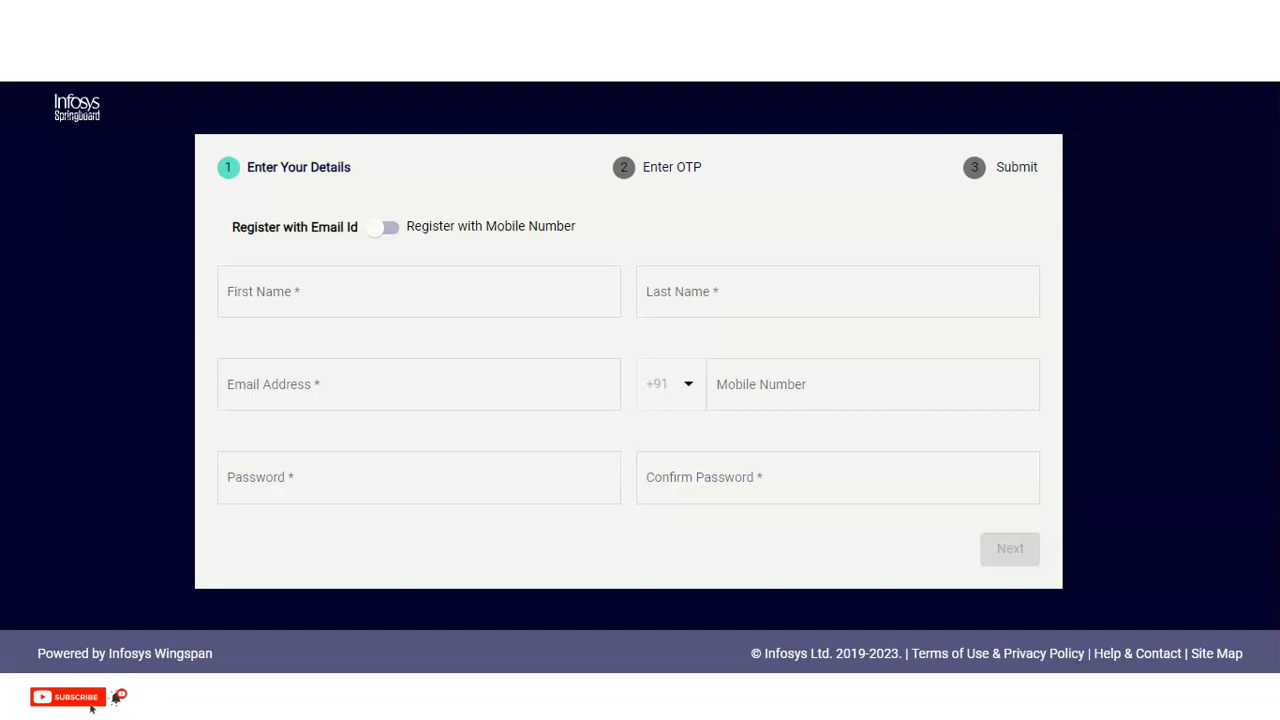 Infosys
Springboard
1 Enter Your Details 2 Enter OTP 3 Submit
Register with Email Id Register with Mobile Number
First Name * Last Name *
Email Address * +91 Mobile Number
Password * Confirm Password *
Next
Powered by Infosys Wingspan © Infosys Ltd. 2019-2023. | Terms of Use & Privacy Policy | Help & Contact | Site Map
SUBSCRIBE